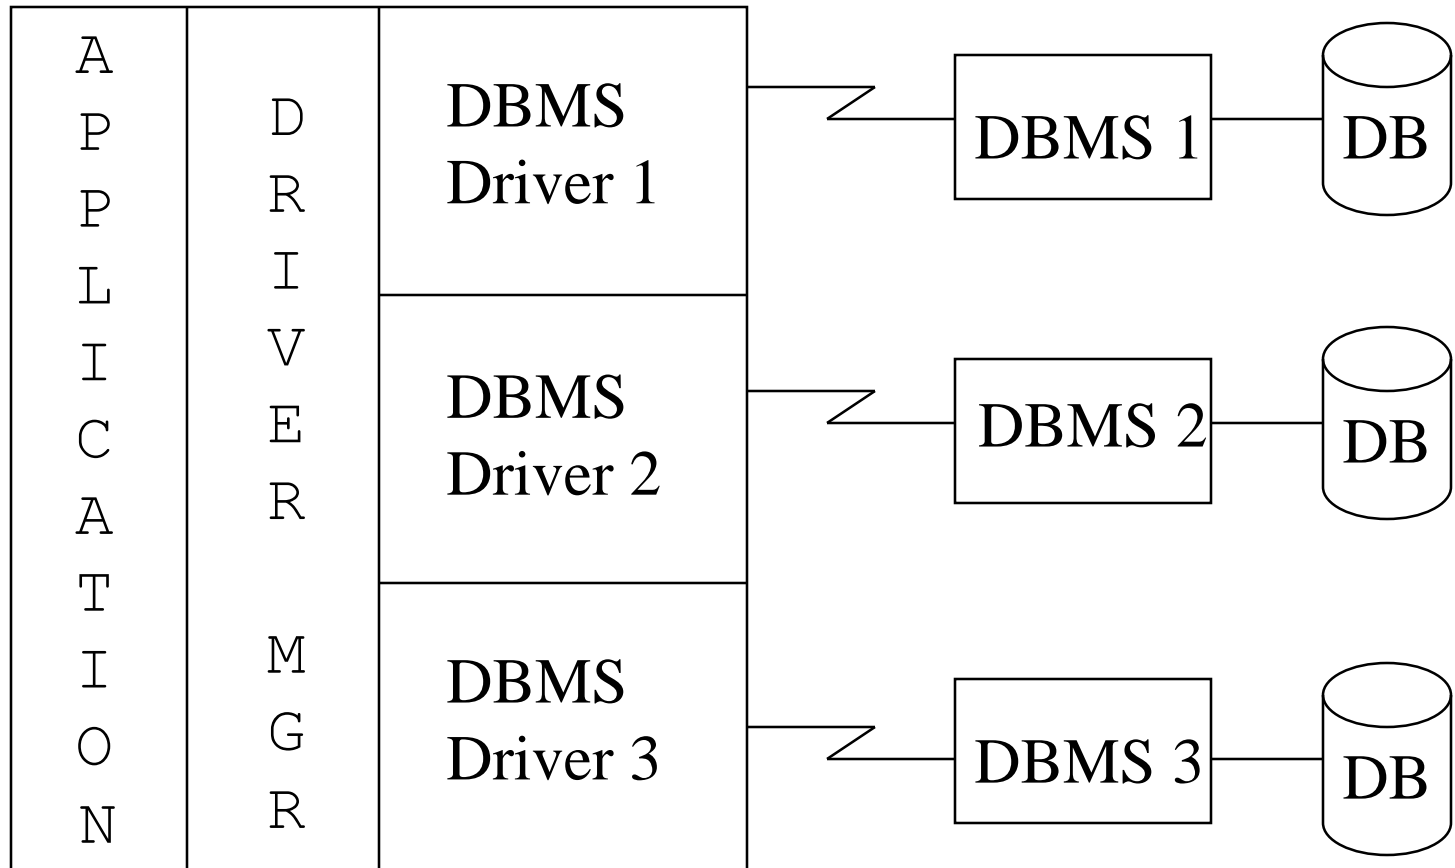 APPLICATION
DRIVER MGR
DBMS
Driver 1
DBMS 1
DB
DBMS
Driver 2
DBMS 2
DB
DBMS
Driver 3
DBMS 3
DB